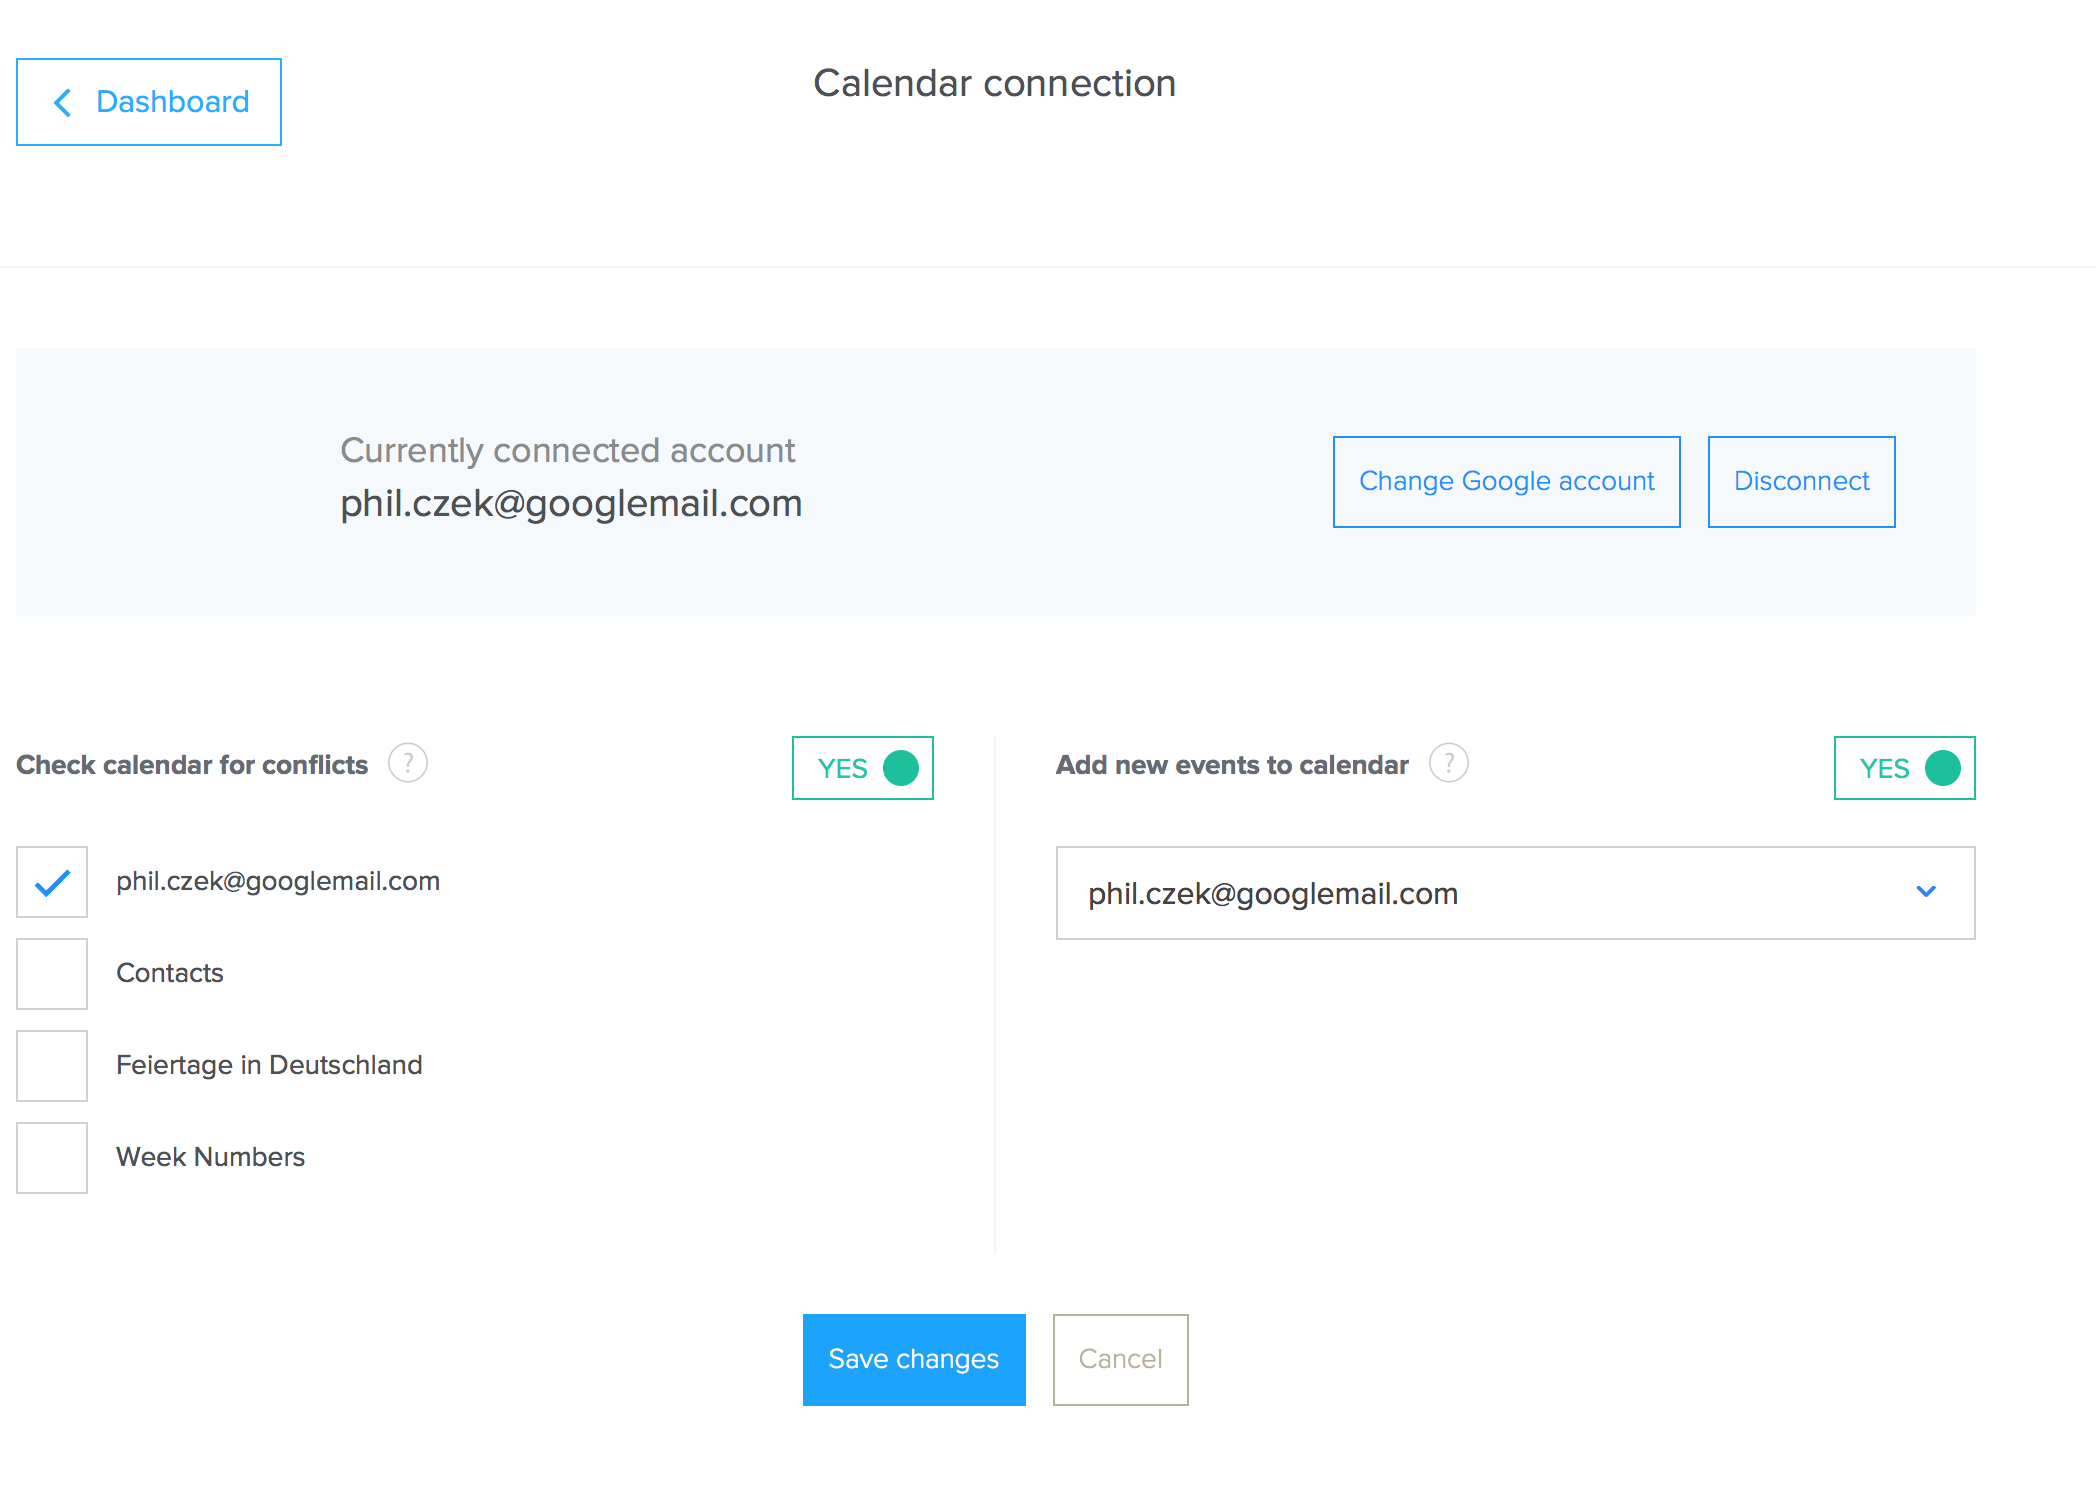 Dashboard
Calendar connection
Currently connected account
phil.czek@googlemail.com
Change Google account
Disconnect
Check calendar for conflicts ?
YES
phil.czek@googlemail.com
Contacts
Feiertage in Deutschland
Week Numbers
Add new events to calendar ?
YES
phil.czek@googlemail.com
Save changes
Cancel